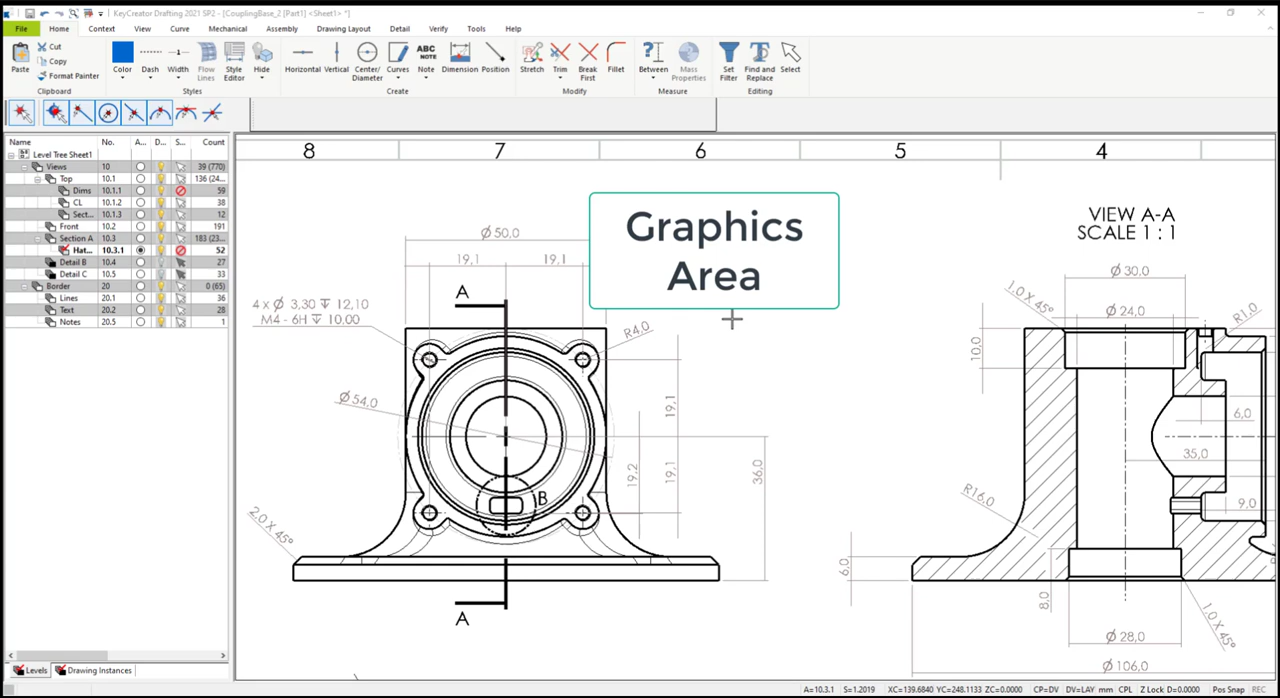 KeyCreator Drafting 2021 SP2 - [CouplingBase_2 [Part1] <Sheet1> *]
File Home Context View Curve Mechanical Assembly Drawing Layout Detail Verify Tools Help
Paste
Cut
Copy
Format Painter
Clipboard
Color Dash Width Flow Lines Style Editor Hide
Styles
Horizontal Vertical Center/ Diameter Curves Note Dimension Position
ABC
NOTE
Create
Stretch Trim Break First Fillet
Modify
Between Mass Properties
Measure
Set Filter Find and Replace Select
Editing
Name No. A... D... S... Count
Level Tree Sheet1
Views 10 39 (770)
Top 10.1 136 (24...
Dims 10.1.1 59
CL 10.1.2 38
Sect... 10.1.3 12
Front 10.2 191
Section A 10.3 183 (23...
Hat... 10.3.1 52
Detail B 10.4 27
Detail C 10.5 33
Border 20 0 (65)
Lines 20.1 36
Text 20.2 28
Notes 20.5 1
Levels Drawing Instances
8 7 6 5 4
Graphics
Area
VIEW A-A
SCALE 1 : 1
Ø 50.0
19,1 19,1
A
4 x Ø 3,30 ↧ 12,10
M4 - 6H ↧ 10.00
R4,0
Ø 54,0
19,1
19,2
19,1
36,0
B
2,0 X 45°
A
Ø 30.0
1,0 X 45°
Ø 24,0
R1,0
10,0
6,0
35,0
R16,0
9,0
6,0
8,0
1,0 X 45°
Ø 28,0
Ø 106,0
A=10.3.1 S=1.2019 XC=139.6840 YC=248.1133 ZC=0.0000 CP=DV DV=LAY mm CPL Z Lock D=0.0000 Pos Snap REC